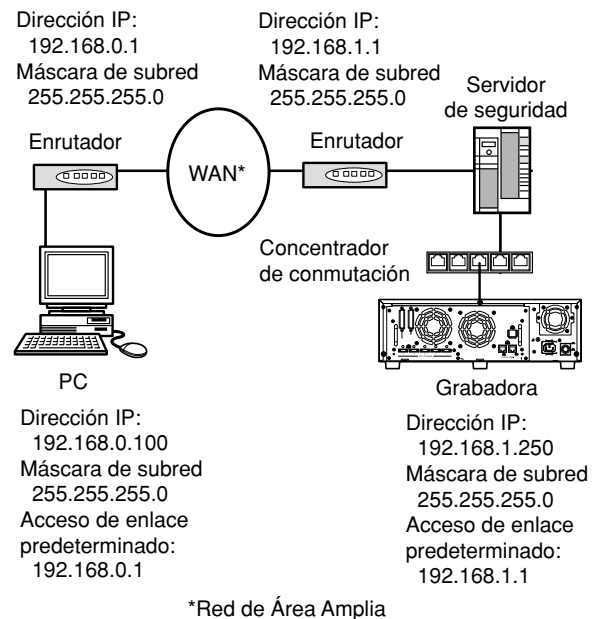 Dirección IP:
192.168.0.1
Máscara de subred
255.255.255.0
Enrutador
WAN*
Dirección IP:
192.168.1.1
Máscara de subred
255.255.255.0
Enrutador
Servidor
de seguridad
Concentrador
de conmutación
PC
Dirección IP:
192.168.0.100
Máscara de subred
255.255.255.0
Acceso de enlace
predeterminado:
192.168.0.1
Grabadora
Dirección IP:
192.168.1.250
Máscara de subred
255.255.255.0
Acceso de enlace
predeterminado:
192.168.1.1
*Red de Área Amplia